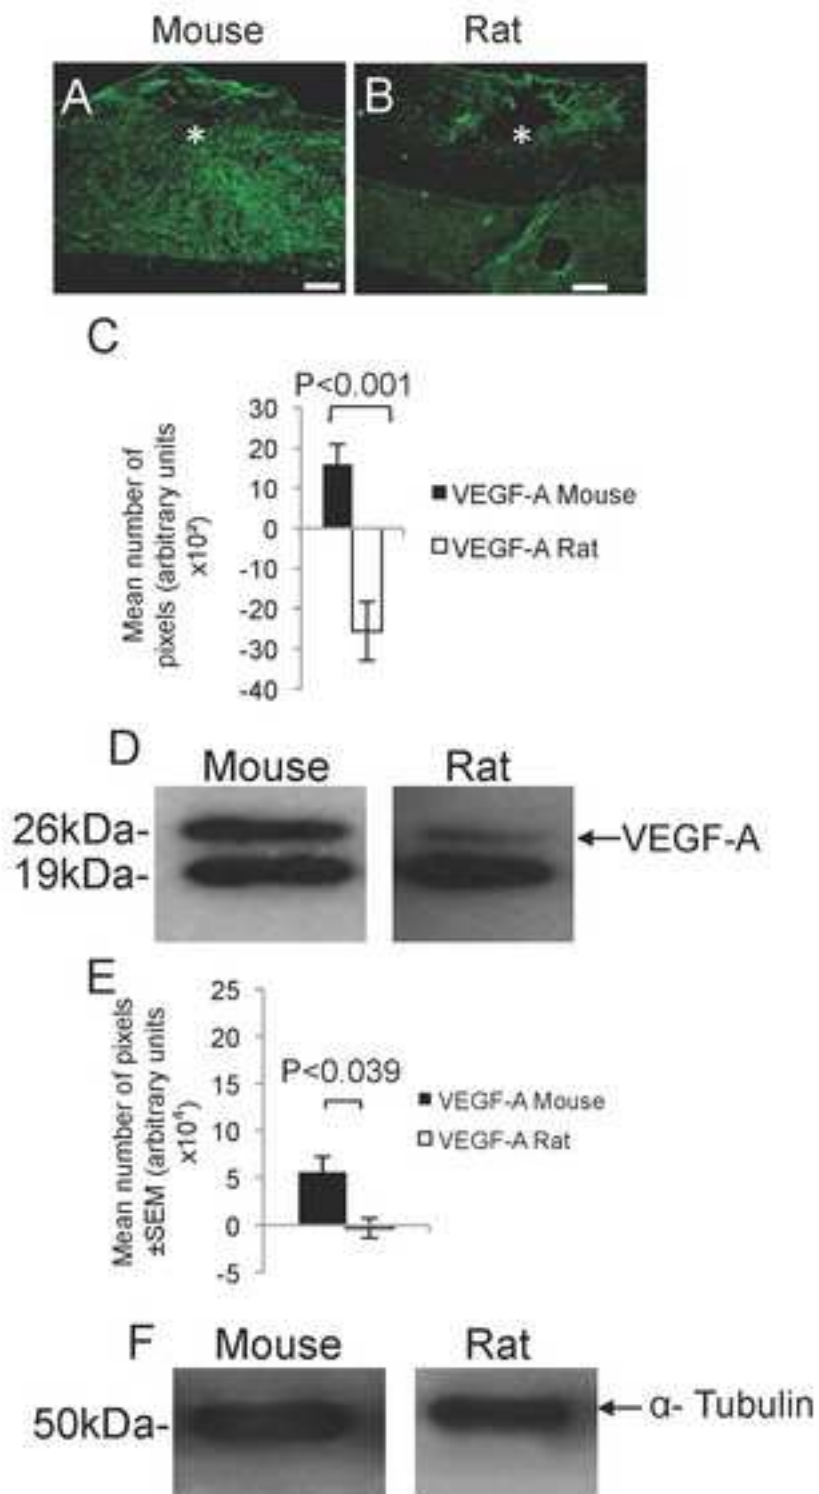 Mouse Rat
A B
*
*
C
P<0.001
Mean number of
pixels (arbitrary units
x10²)
30
20
10
0
-10
-20
-30
-40
VEGF-A Mouse
VEGF-A Rat
D
Mouse Rat
26kDa-
19kDa-
VEGF-A
E
Mean number of pixels
±SEM (arbitrary units
x10⁴)
25
20
15
10
5
0
-5
P<0.039
VEGF-A Mouse
VEGF-A Rat
F
Mouse Rat
50kDa-
α- Tubulin